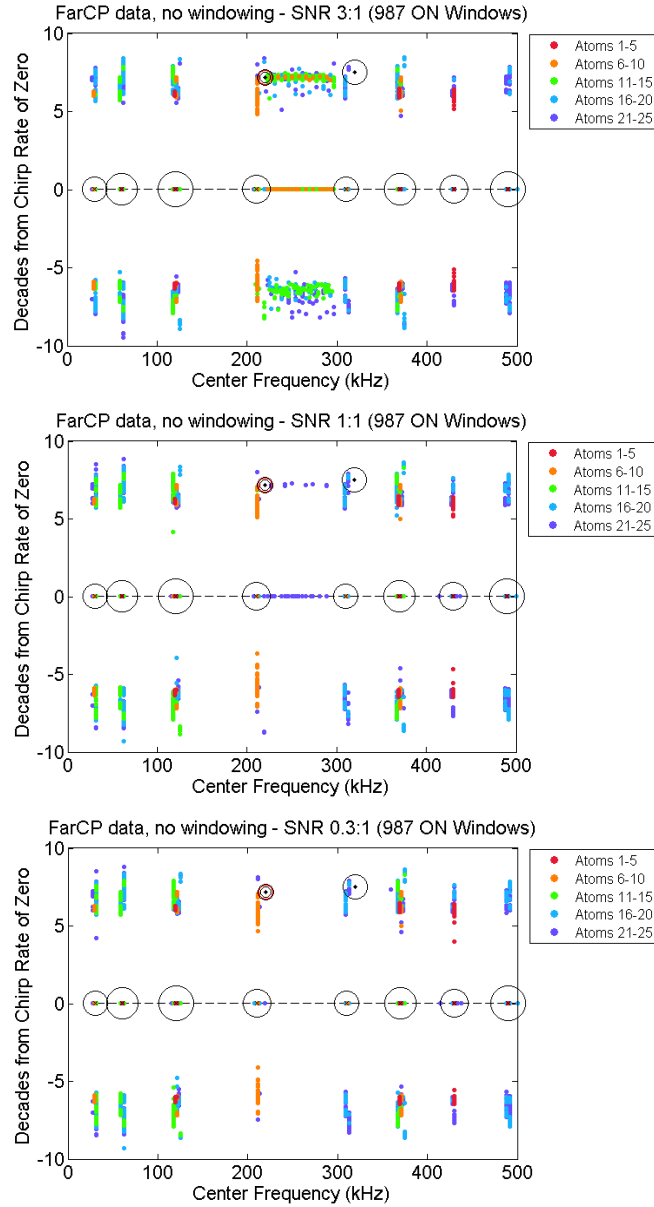 FarCP data, no windowing - SNR 3:1 (987 ON Windows)
10
5
0
-5
-10
Decades from Chirp Rate of Zero
0 100 200 300 400 500
Center Frequency (kHz)
Atoms 1-5
Atoms 6-10
Atoms 11-15
Atoms 16-20
Atoms 21-25
FarCP data, no windowing - SNR 1:1 (987 ON Windows)
10
5
0
-5
-10
Decades from Chirp Rate of Zero
0 100 200 300 400 500
Center Frequency (kHz)
Atoms 1-5
Atoms 6-10
Atoms 11-15
Atoms 16-20
Atoms 21-25
FarCP data, no windowing - SNR 0.3:1 (987 ON Windows)
10
5
0
-5
-10
Decades from Chirp Rate of Zero
0 100 200 300 400 500
Center Frequency (kHz)
Atoms 1-5
Atoms 6-10
Atoms 11-15
Atoms 16-20
Atoms 21-25